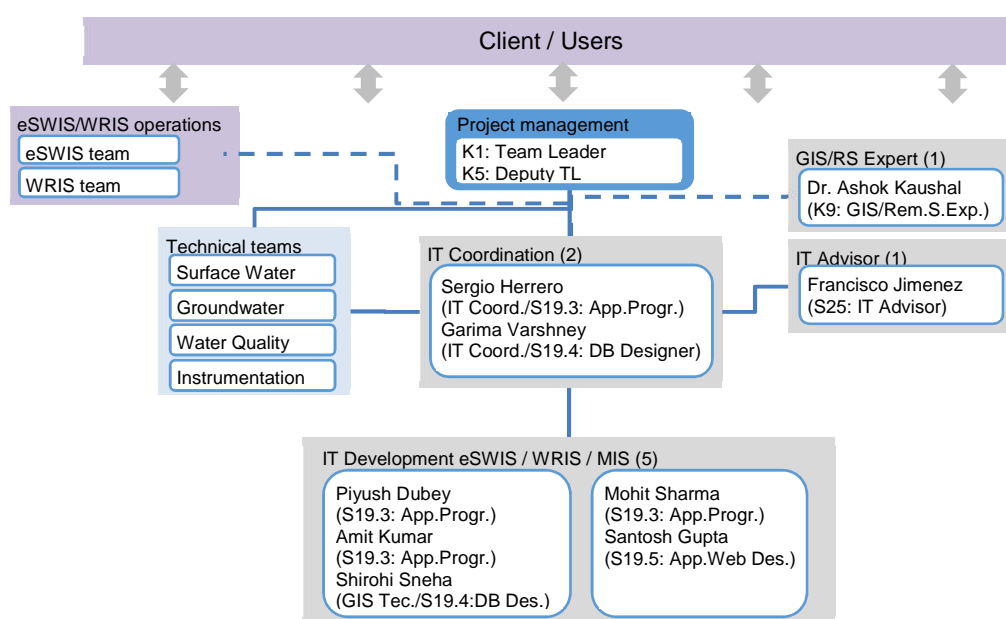 Client / Users
eSWIS/WRIS operations
eSWIS team
WRIS team
Project management
K1: Team Leader
K5: Deputy TL
GIS/RS Expert (1)
Dr. Ashok Kaushal
(K9: GIS/Rem.S.Exp.)
Technical teams
Surface Water
Groundwater
Water Quality
Instrumentation
IT Coordination (2)
Sergio Herrero
(IT Coord./S19.3: App.Progr.)
Garima Varshney
(IT Coord./S19.4: DB Designer)
IT Advisor (1)
Francisco Jimenez
(S25: IT Advisor)
IT Development eSWIS / WRIS / MIS (5)
Piyush Dubey
(S19.3: App.Progr.)
Amit Kumar
(S19.3: App.Progr.)
Shirohi Sneha
(GIS Tec./S19.4:DB Des.)
Mohit Sharma
(S19.3: App.Progr.)
Santosh Gupta
(S19.5: App.Web Des.)